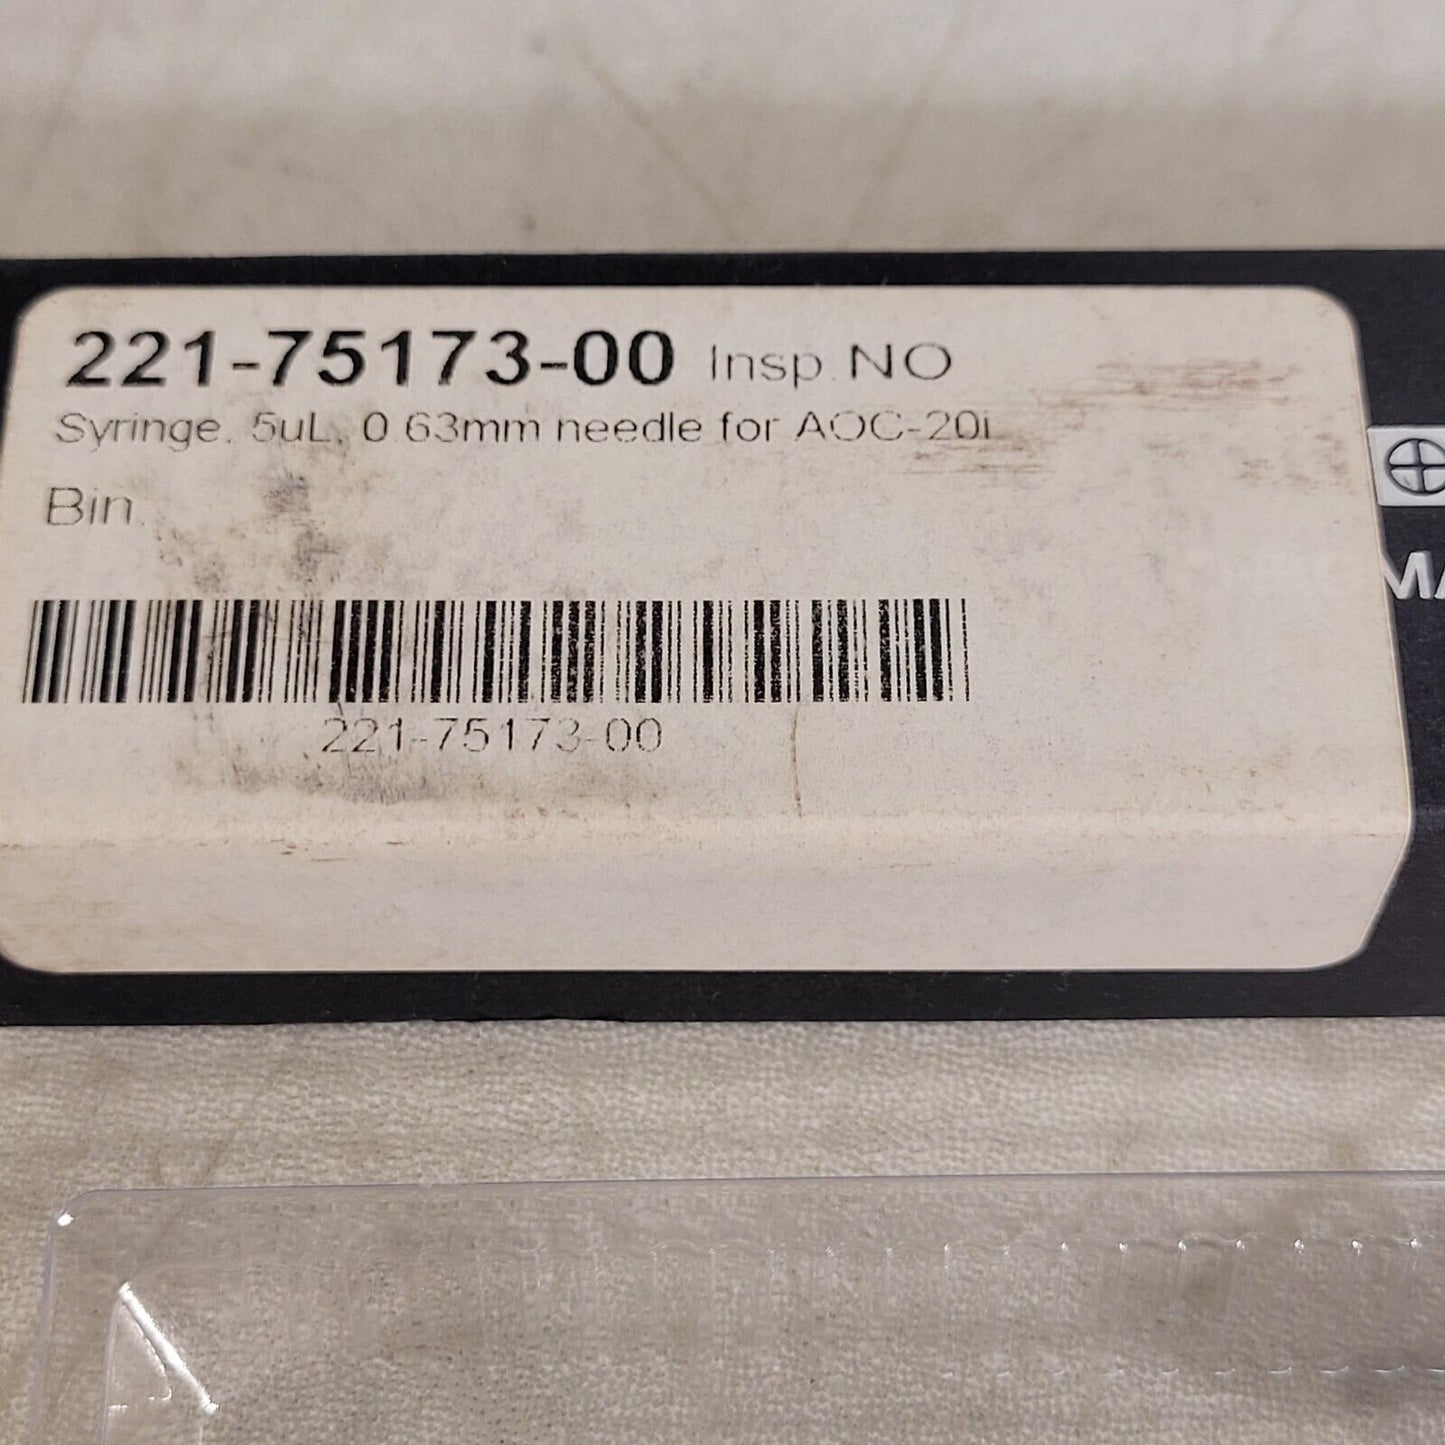 221-75173-00 Insp.NO
Syringe, 5uL, 0.63mm needle for AOC-20i
Bin.
MA
221-75173-00